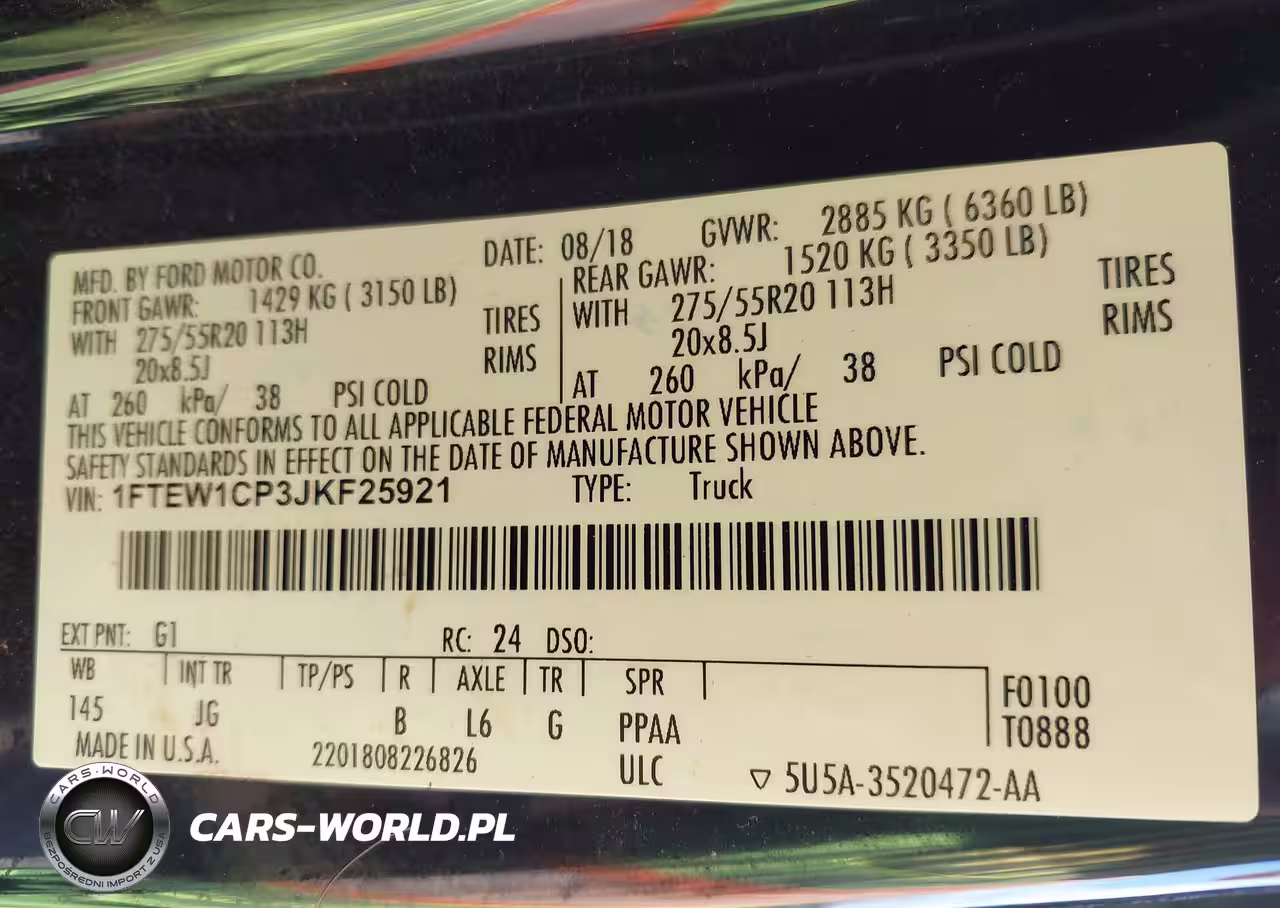 MFD. BY FORD MOTOR CO. DATE: 08/18 GVWR: 2885 KG ( 6360 LB)
FRONT GAWR: 1429 KG ( 3150 LB) REAR GAWR: 1520 KG ( 3350 LB)
WITH 275/55R20 113H TIRES WITH 275/55R20 113H TIRES
20x8.5J RIMS 20x8.5J RIMS
AT 260 kPa/ 38 PSI COLD AT 260 kPa/ 38 PSI COLD
THIS VEHICLE CONFORMS TO ALL APPLICABLE FEDERAL MOTOR VEHICLE
SAFETY STANDARDS IN EFFECT ON THE DATE OF MANUFACTURE SHOWN ABOVE.
VIN: 1FTEW1CP3JKF25921 TYPE: Truck
EXT PNT: G1 RC: 24 DSO:
WB INT TR TP/PS R AXLE TR SPR
145 JG B L6 G PPAA
F0100
T0888
MADE IN U.S.A. 2201808226826 ULC ▽ 5U5A-3520472-AA
CARS-WORLD
CW
BEZPOŚREDNI IMPORT Z USA
CARS-WORLD.PL